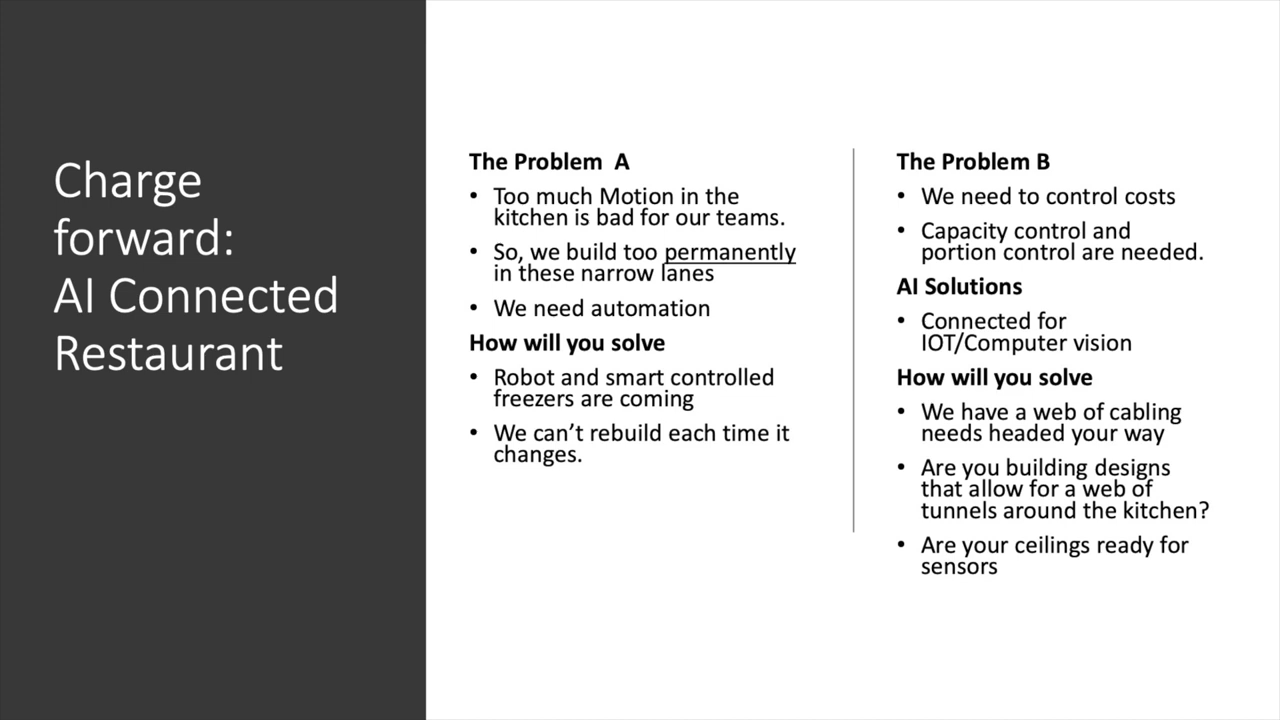 Charge
forward:
AI Connected
Restaurant
The Problem  A
• Too much Motion in the
kitchen is bad for our teams.
• So, we build too permanently
in these narrow lanes
• We need automation
How will you solve
• Robot and smart controlled
freezers are coming
• We can’t rebuild each time it
changes.
The Problem B
• We need to control costs
• Capacity control and
portion control are needed.
AI Solutions
• Connected for
IOT/Computer vision
How will you solve
• We have a web of cabling
needs headed your way
• Are you building designs
that allow for a web of
tunnels around the kitchen?
• Are your ceilings ready for
sensors